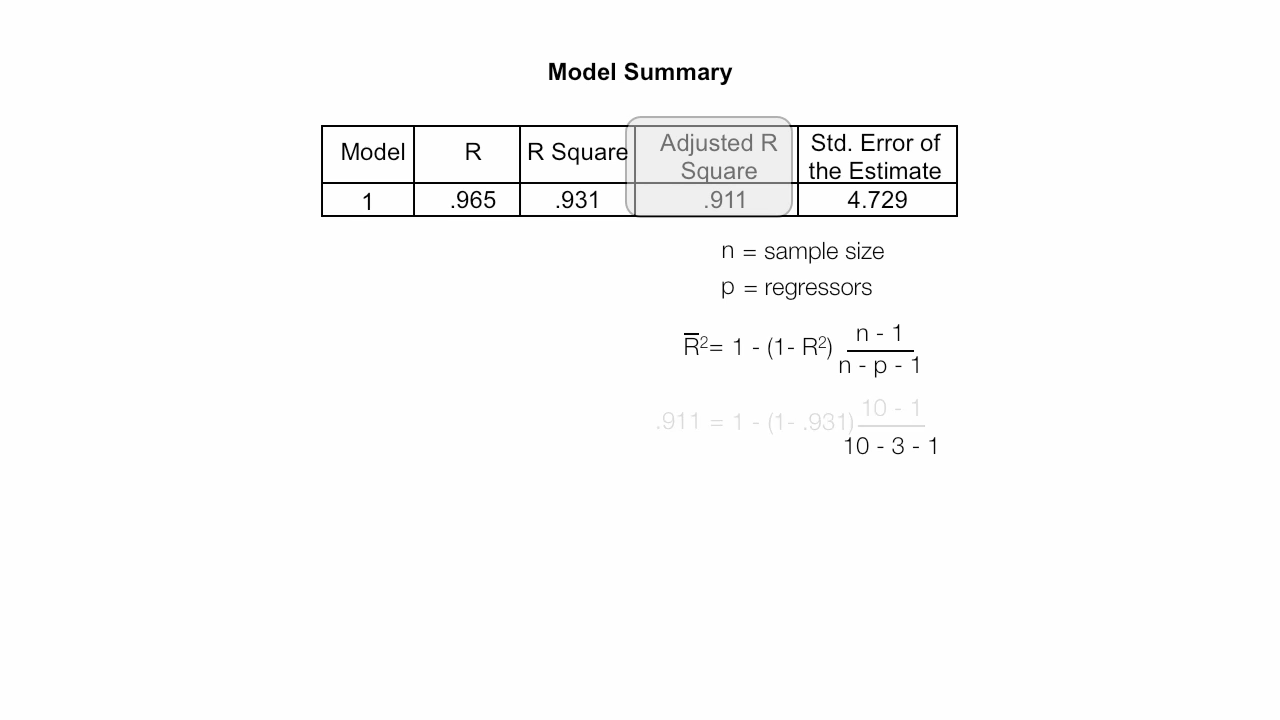 Model Summary
Model R R Square Adjusted R Square Std. Error of the Estimate
1 .965 .931 .911 4.729
n = sample size
p = regressors
R̅²= 1 - (1- R²) n - 1
n - p - 1
.911 = 1 - (1- .931) 10 - 1
10 - 3 - 1